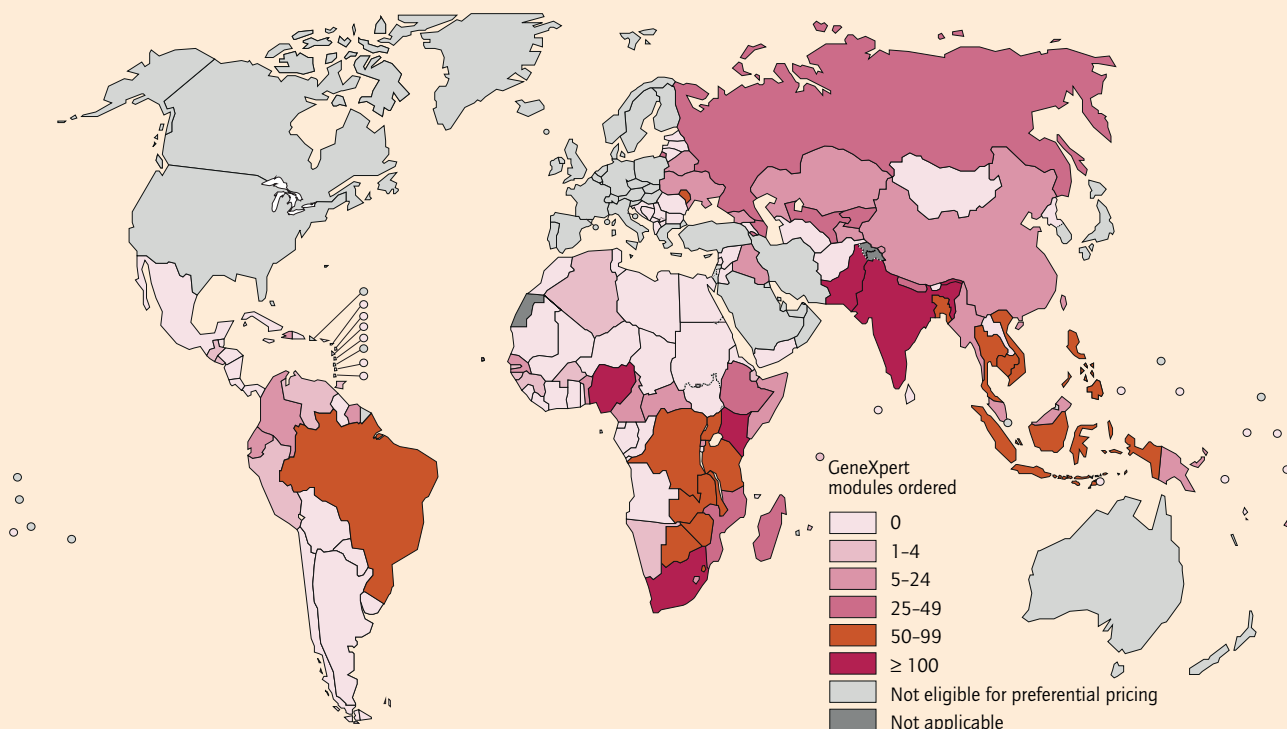 GeneXpert
modules ordered
0
1–4
5–24
25–49
50–99
≥ 100
Not eligible for preferential pricing
Not applicable